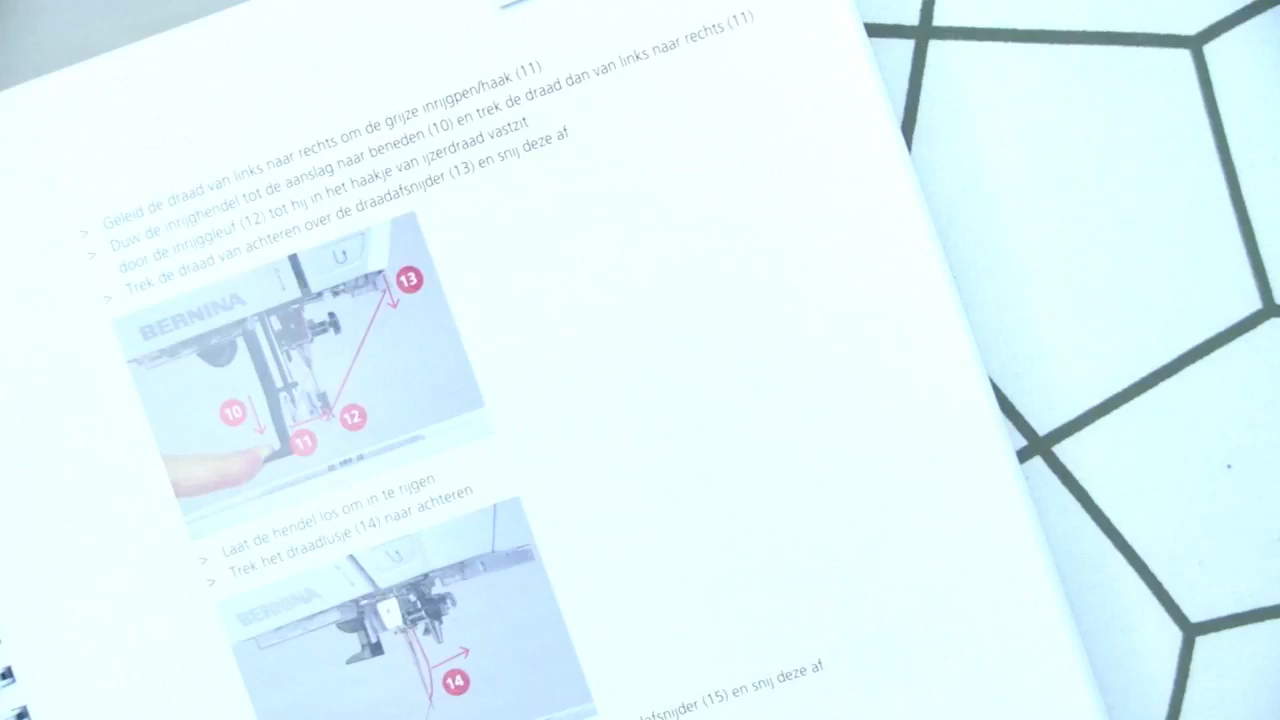 > Geleid de draad van links naar rechts om de grijze inrijgpen/haak (11)
> Duw de inrijghendel tot de aanslag naar beneden (10) en trek de draad dan van links naar rechts (11)
door de inrijggleuf (12) tot hij in het haakje van ijzerdraad vastzit
> Trek de draad van achteren over de draadafsnijder (13) en snij deze af
BERNINA
13
10
12
11
> Laat de hendel los om in te rijgen
> Trek het draadlusje (14) naar achteren
BERNINA
14
(15) en snij deze af